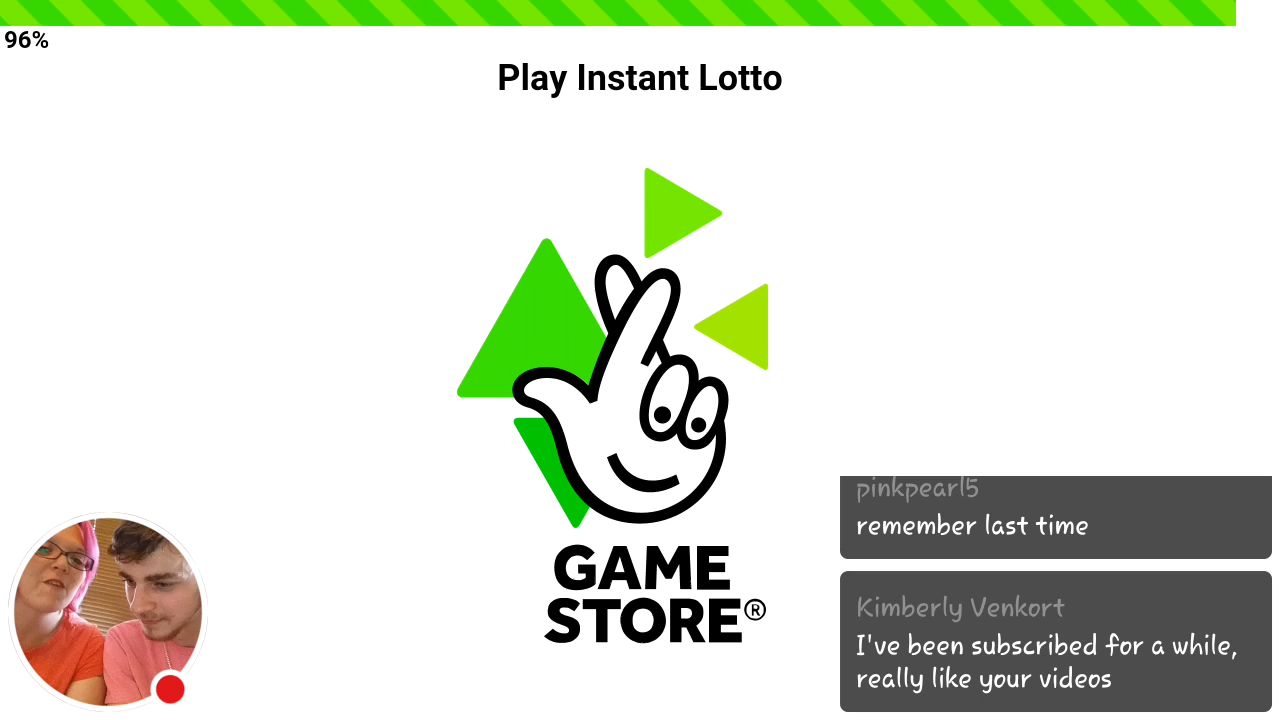 96%
Play Instant Lotto
GAME
STORE®
pinkpearl5
remember last time
Kimberly Venkort
I've been subscribed for a while,
really like your videos